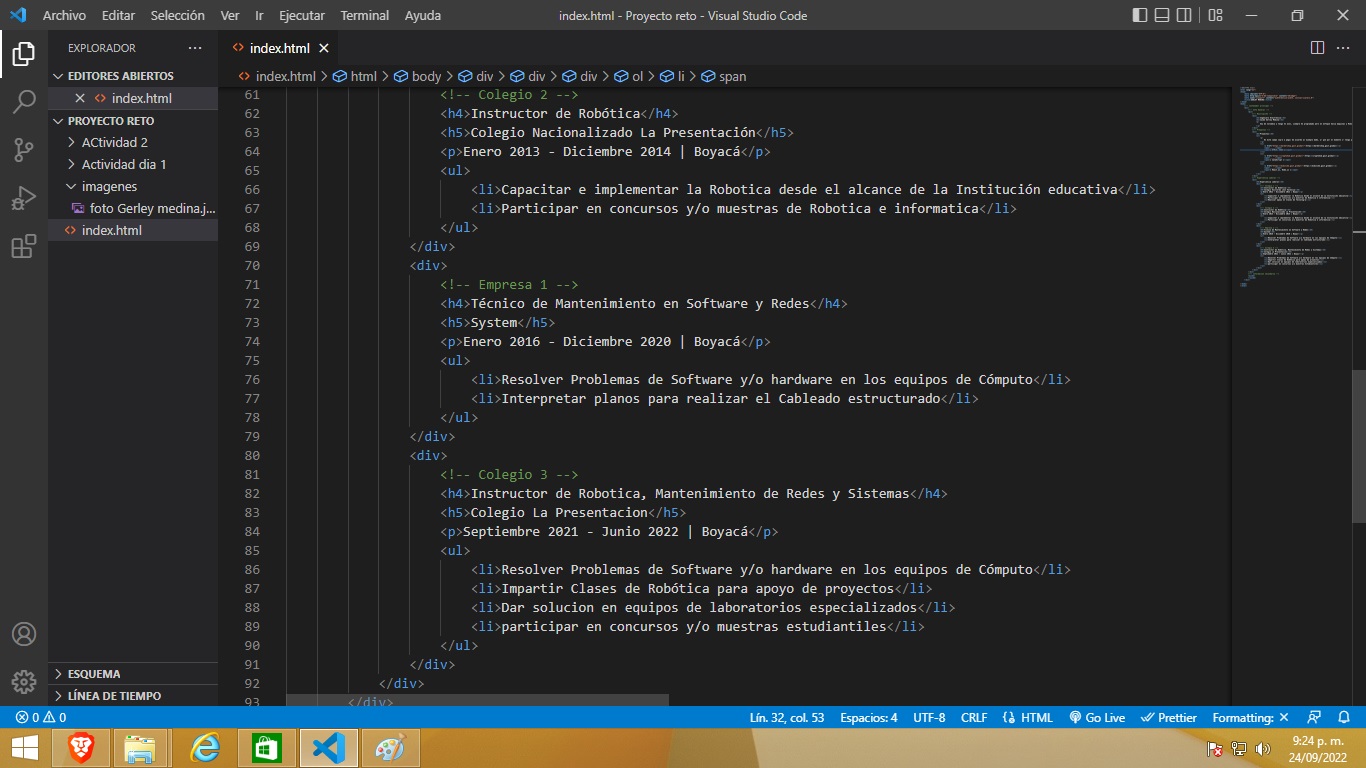 Archivo Editar Selección Ver Ir Ejecutar Terminal Ayuda index.html - Proyecto reto - Visual Studio Code
EXPLORADOR ···
EDITORES ABIERTOS
index.html
PROYECTO RETO
ACtividad 2
Actividad dia 1
imagenes
foto Gerley medina.j...
index.html
ESQUEMA
LÍNEA DE TIEMPO
index.html
index.html > html > body > div > div > div > ol > li > span
61 <!-- Colegio 2 -->
62 <h4>Instructor de Robótica</h4>
63 <h5>Colegio Nacionalizado La Presentación</h5>
64 <p>Enero 2013 - Diciembre 2014 | Boyacá</p>
65 <ul>
66 <li>Capacitar e implementar la Robotica desde el alcance de la Institución educativa</li>
67 <li>Participar en concursos y/o muestras de Robotica e informatica</li>
68 </ul>
69 </div>
70 <div>
71 <!-- Empresa 1 -->
72 <h4>Técnico de Mantenimiento en Software y Redes</h4>
73 <h5>System</h5>
74 <p>Enero 2016 - Diciembre 2020 | Boyacá</p>
75 <ul>
76 <li>Resolver Problemas de Software y/o hardware en los equipos de Cómputo</li>
77 <li>Interpretar planos para realizar el Cableado estructurado</li>
78 </ul>
79 </div>
80 <div>
81 <!-- Colegio 3 -->
82 <h4>Instructor de Robotica, Mantenimiento de Redes y Sistemas</h4>
83 <h5>Colegio La Presentacion</h5>
84 <p>Septiembre 2021 - Junio 2022 | Boyacá</p>
85 <ul>
86 <li>Resolver Problemas de Software y/o hardware en los equipos de Cómputo</li>
87 <li>Impartir Clases de Robótica para apoyo de proyectos</li>
88 <li>Dar solucion en equipos de laboratorios especializados</li>
89 <li>participar en concursos y/o muestras estudiantiles</li>
90 </ul>
91 </div>
92 </div>
93 </div>
0 0 Lín. 32, col. 53 Espacios: 4 UTF-8 CRLF HTML Go Live Prettier Formatting: ×
9:24 p. m.
24/09/2022